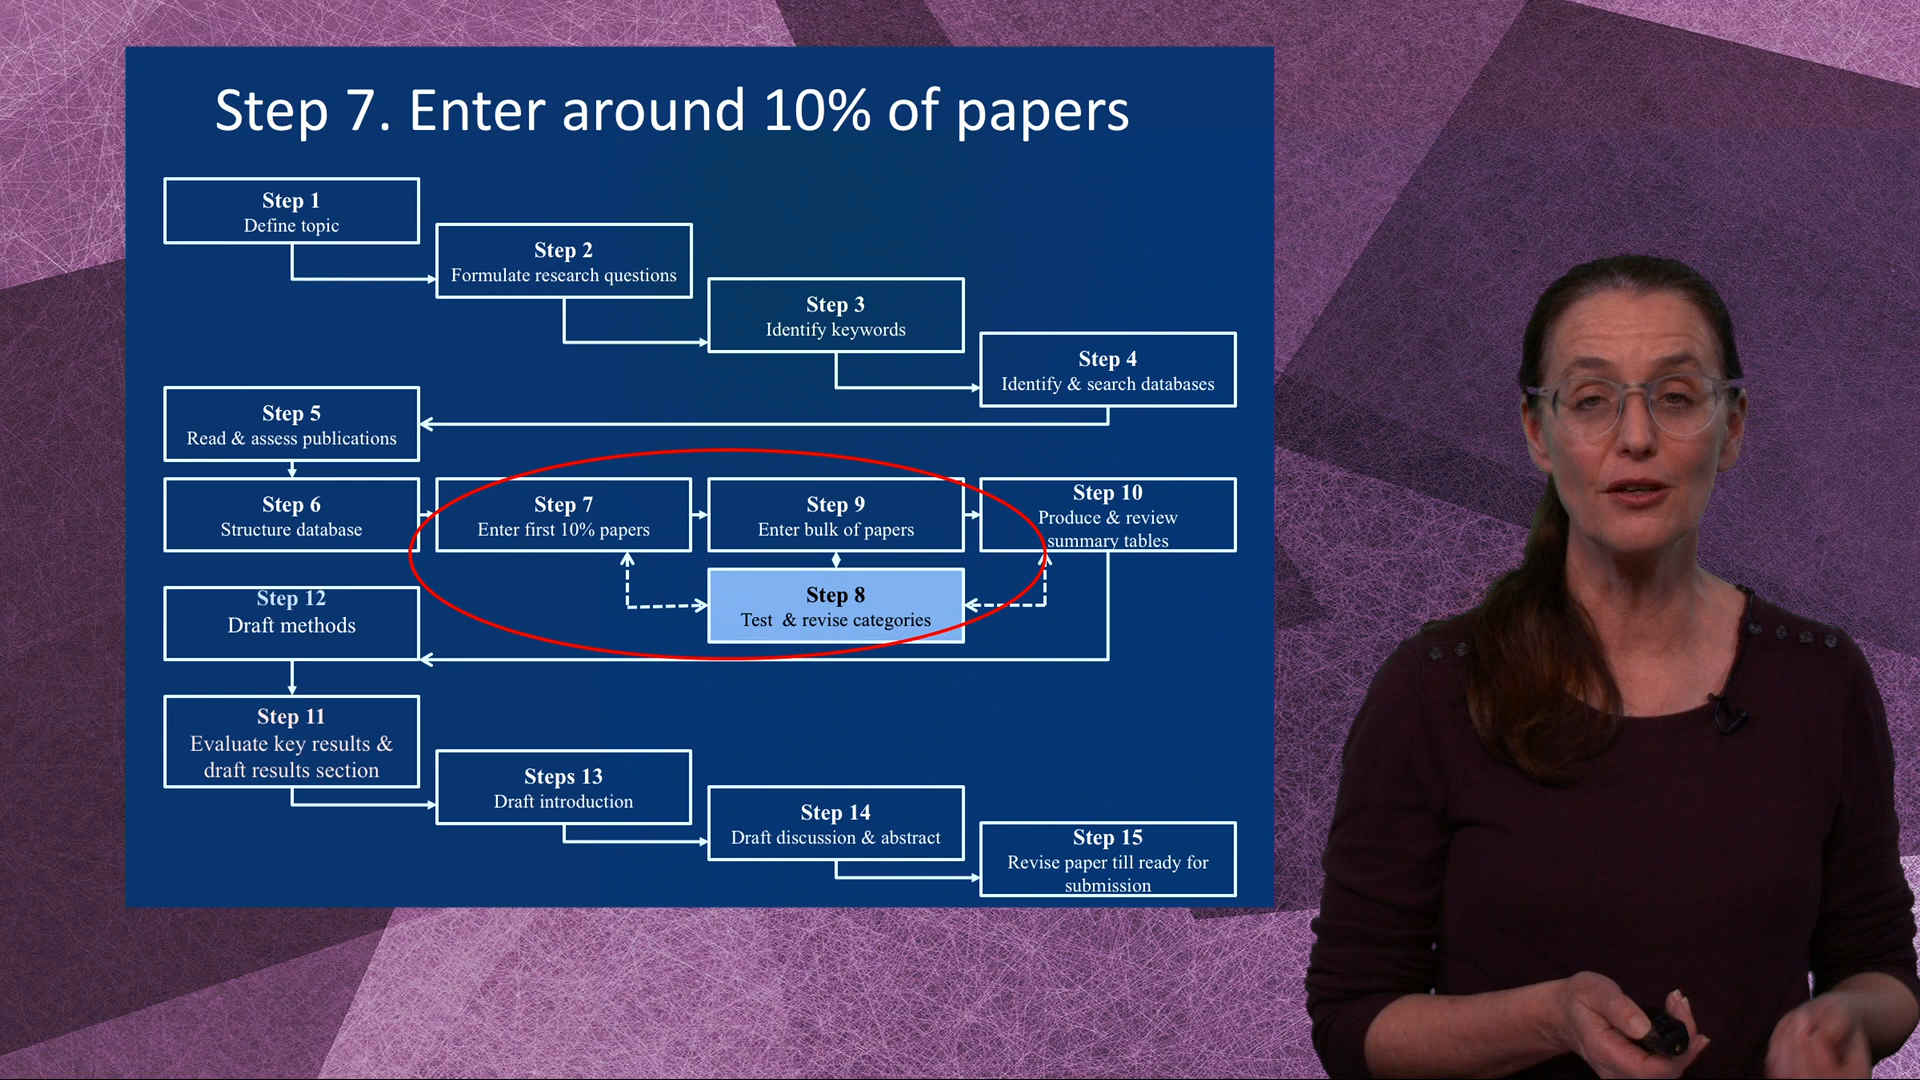 Step 7. Enter around 10% of papers
Step 1
Define topic
Step 2
Formulate research questions
Step 3
Identify keywords
Step 4
Identify & search databases
Step 5
Read & assess publications
Step 6
Structure database
Step 7
Enter first 10% papers
Step 9
Enter bulk of papers
Step 10
Produce & review
summary tables
Step 8
Test & revise categories
Step 12
Draft methods
Step 11
Evaluate key results &
draft results section
Steps 13
Draft introduction
Step 14
Draft discussion & abstract
Step 15
Revise paper till ready for
submission